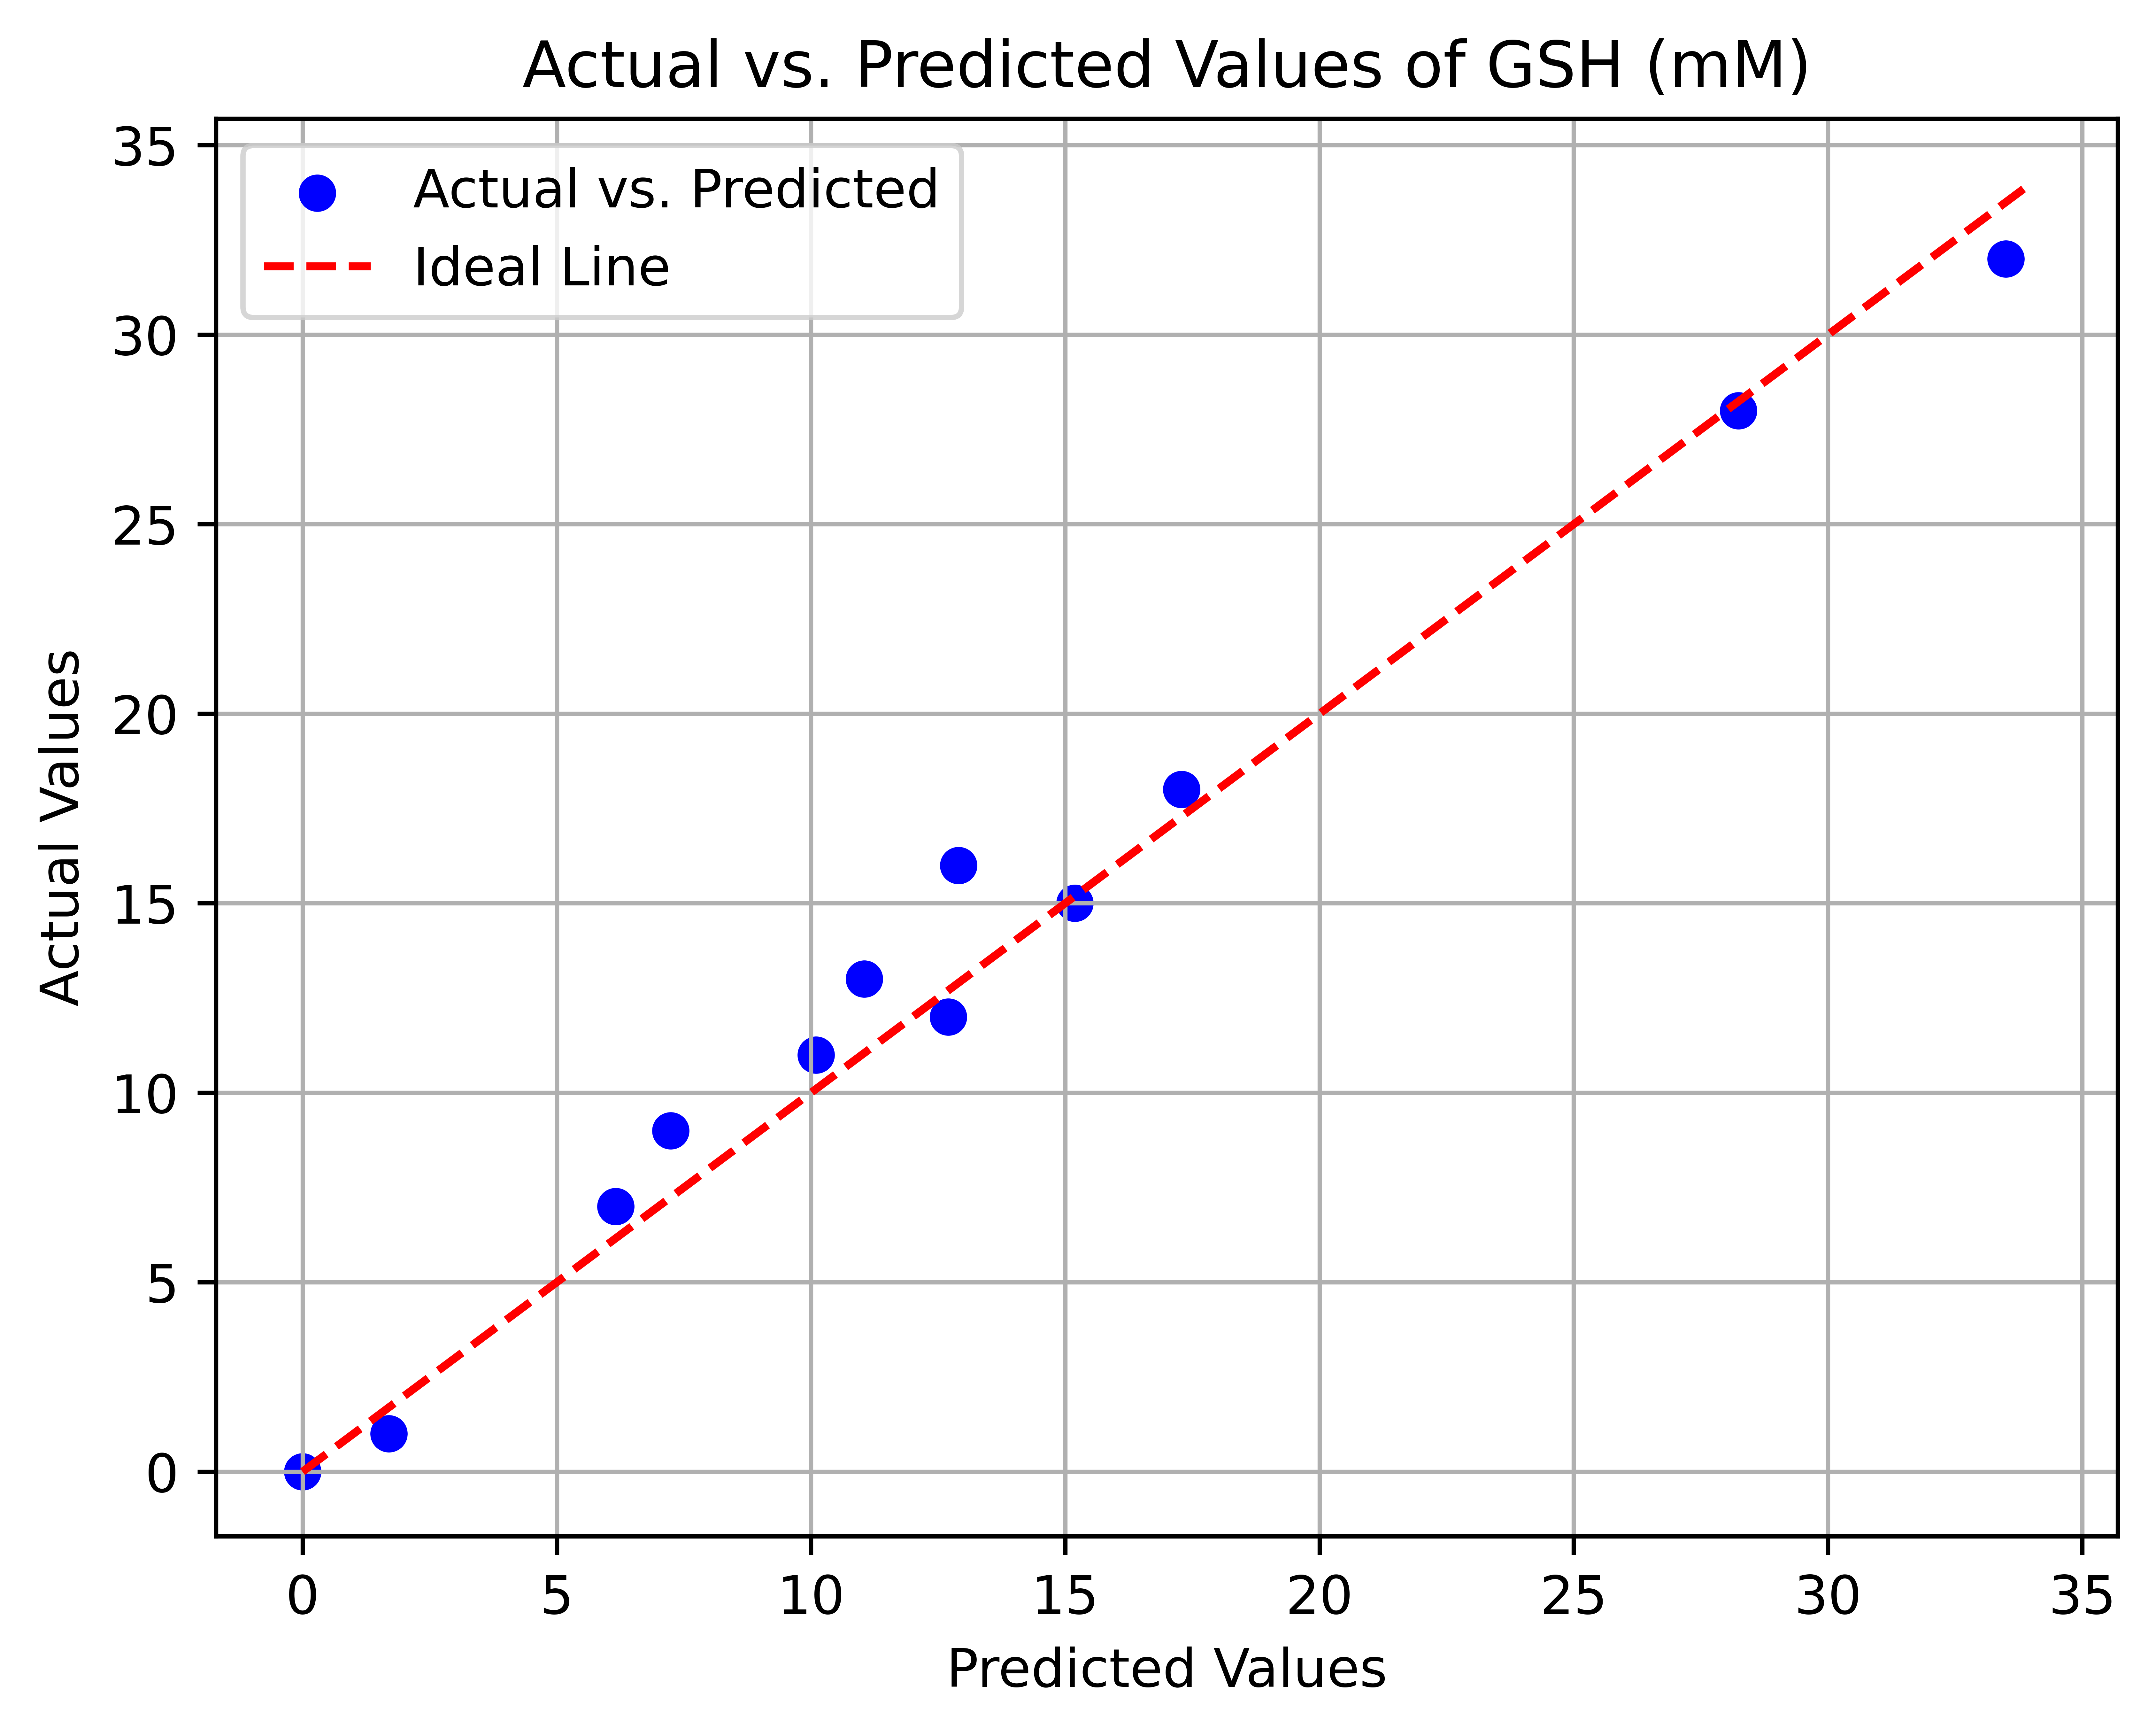 Actual vs. Predicted Values of GSH (mM)
Actual vs. Predicted
Ideal Line
35
30
25
20
15
10
5
0
Actual Values
0 5 10 15 20 25 30 35
Predicted Values